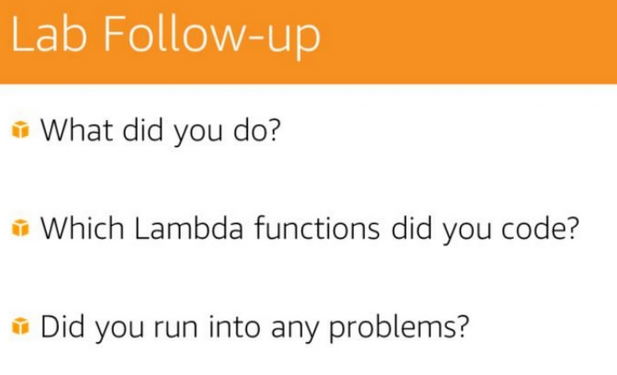 Lab Follow-up
What did you do?
Which Lambda functions did you code?
Did you run into any problems?